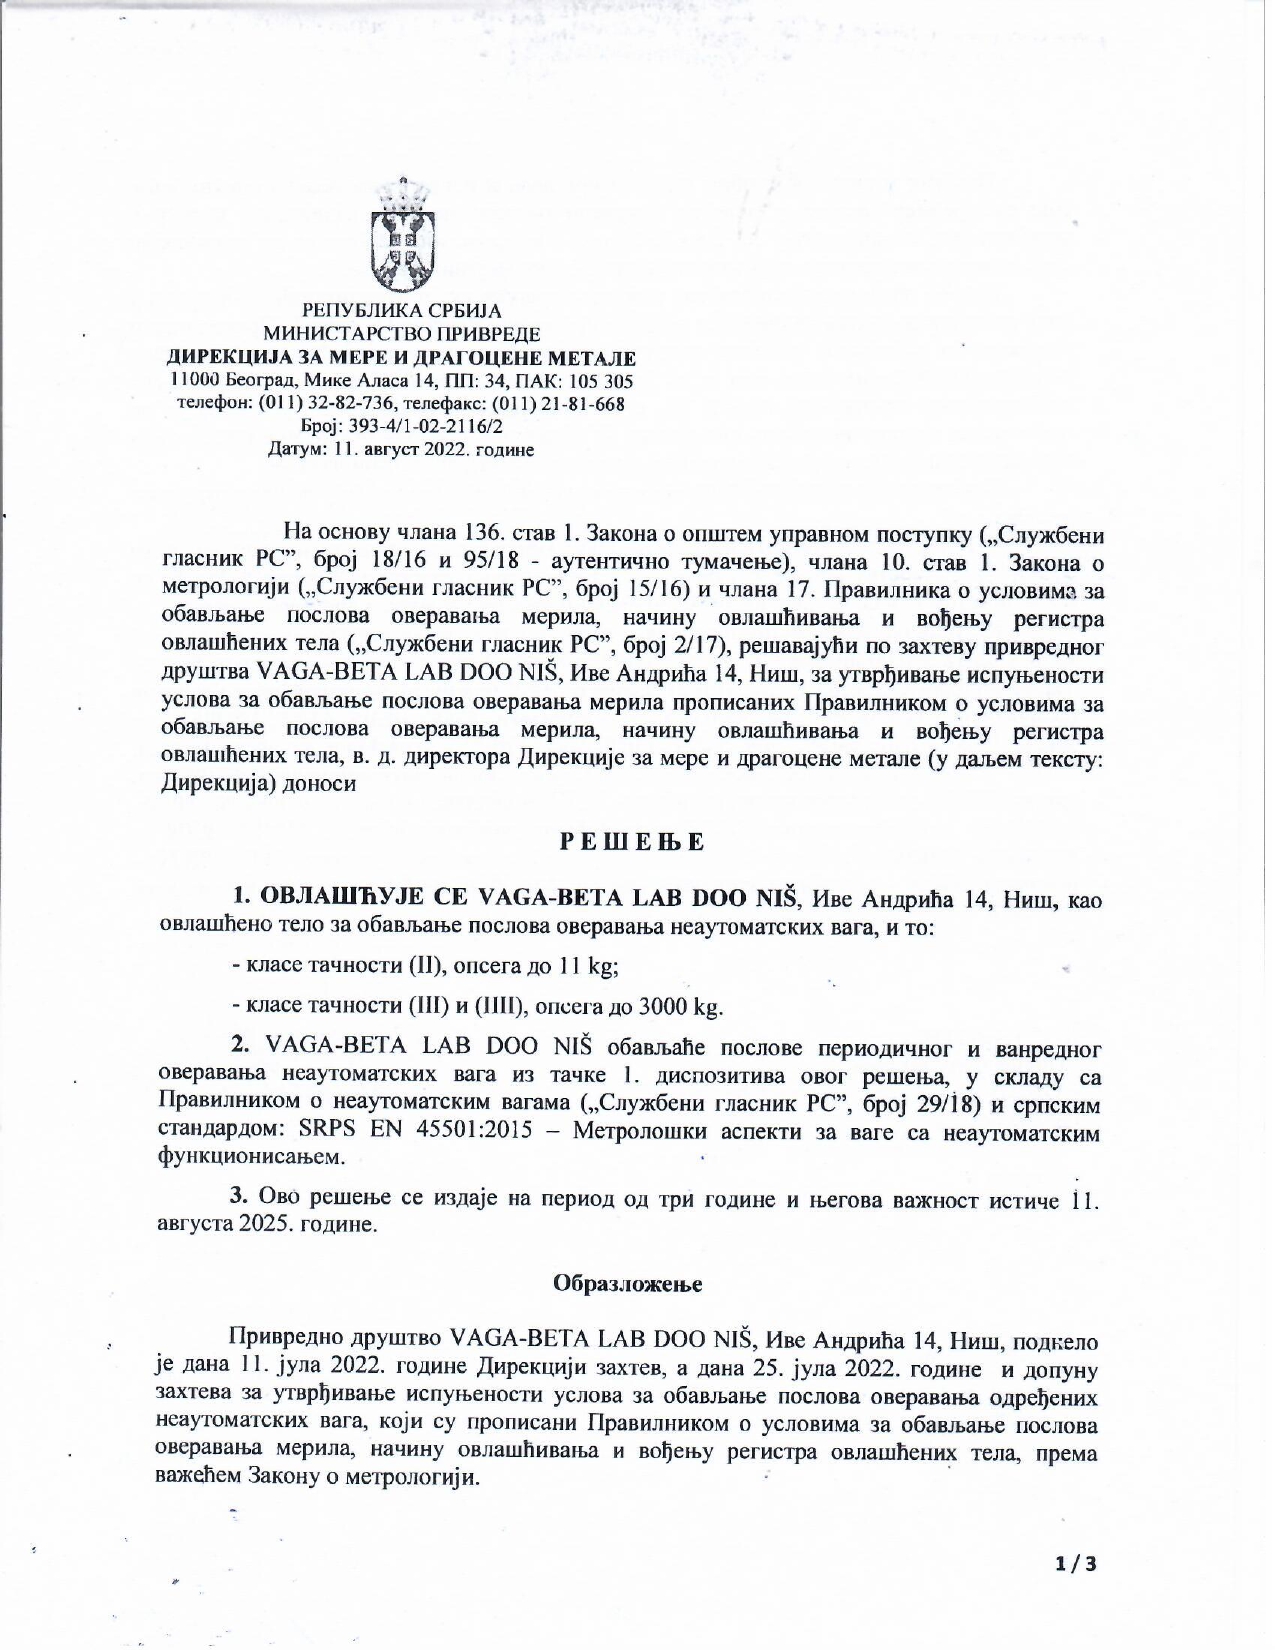 РЕПУБЛИКА СРБИЈА
МИНИСТАРСТВО ПРИВРЕДЕ
ДИРЕКЦИЈА ЗА МЕРЕ И ДРАГОЦЕНЕ МЕТАЛЕ
11000 Београд, Мике Аласа 14, ПП: 34, ПАК: 105 305
телефон: (011) 32-82-736, телефакс: (011) 21-81-668
Број: 393-4/1-02-2116/2
Датум: 11. август 2022. године
На основу члана 136. став 1. Закона о општем управном поступку („Службени
гласник РС”, број 18/16 и 95/18 - аутентично тумачење), члана 10. став 1. Закона о
метрологији („Службени гласник РС”, број 15/16) и члана 17. Правилника о условима за
обављање послова оверавања мерила, начину овлашћивања и вођењу регистра
овлашћених тела („Службени гласник РС”, број 2/17), решавајући по захтеву привредног
друштва VAGA-BETA LAB DOO NIŠ, Иве Андрића 14, Ниш, за утврђивање испуњености
услова за обављање послова оверавања мерила прописаних Правилником о условима за
обављање послова оверавања мерила, начину овлашћивања и вођењу регистра
овлашћених тела, в. д. директора Дирекције за мере и драгоцене метале (у даљем тексту:
Дирекција) доноси
Р Е Ш Е Њ Е
1. ОВЛАШЋУЈЕ СЕ VAGA-BETA LAB DOO NIŠ, Иве Андрића 14, Ниш, као
овлашћено тело за обављање послова оверавања неаутоматских вага, и то:
- класе тачности (II), опсега до 11 kg;
- класе тачности (III) и (IIII), опсега до 3000 kg.
2. VAGA-BETA LAB DOO NIŠ обављаће послове периодичног и ванредног
оверавања неаутоматских вага из тачке 1. диспозитива овог решења, у складу са
Правилником о неаутоматским вагама („Службени гласник РС”, број 29/18) и српским
стандардом: SRPS EN 45501:2015 – Метролошки аспекти за ваге са неаутоматским
функционисањем.
3. Ово решење се издаје на период од три године и његова важност истиче 11.
августа 2025. године.
Образложење
Привредно друштво VAGA-BETA LAB DOO NIŠ, Иве Андрића 14, Ниш, поднело
је дана 11. јула 2022. године Дирекцији захтев, а дана 25. јула 2022. године и допуну
захтева за утврђивање испуњености услова за обављање послова оверавања одређених
неаутоматских вага, који су прописани Правилником о условима за обављање послова
оверавања мерила, начину овлашћивања и вођењу регистра овлашћених тела, према
важећем Закону о метрологији.
1 / 3